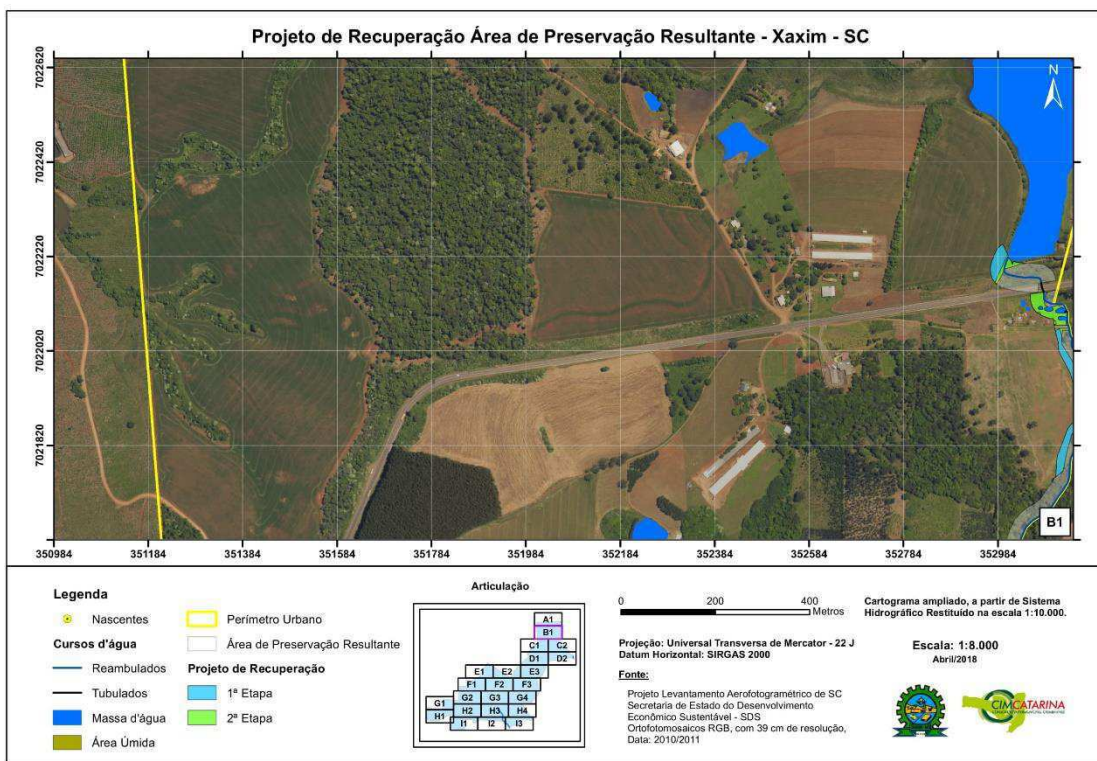 Projeto de Recuperação Área de Preservação Resultante - Xaxim - SC
7022620
7022420
7022220
7022020
7021820
N
B1
350984 351184 351384 351584 351784 351984 352184 352384 352584 352784 352984
Legenda
Nascentes
Cursos d'água
Reambulados
Tubulados
Massa d'água
Área Úmida
Perímetro Urbano
Área de Preservação Resultante
Projeto de Recuperação
1ª Etapa
2ª Etapa
Articulação
A1
B1
C1 C2
D1 D2
E1 E2 E3
F1 F2 F3
G1 G2 G3 G4
H1 H2 H3 H4
I1 I2 I3
0 200 400
Metros
Projeção: Universal Transversa de Mercator - 22 J
Datum Horizontal: SIRGAS 2000
Fonte:
Projeto Levantamento Aerofotogramétrico de SC
Secretaria de Estado do Desenvolvimento
Econômico Sustentável - SDS
Ortofotomosaicos RGB, com 39 cm de resolução,
Data: 2010/2011
Cartograma ampliado, a partir de Sistema
Hidrográfico Restituído na escala 1:10.000.
Escala: 1:8.000
Abril/2018
CIMCATARINA